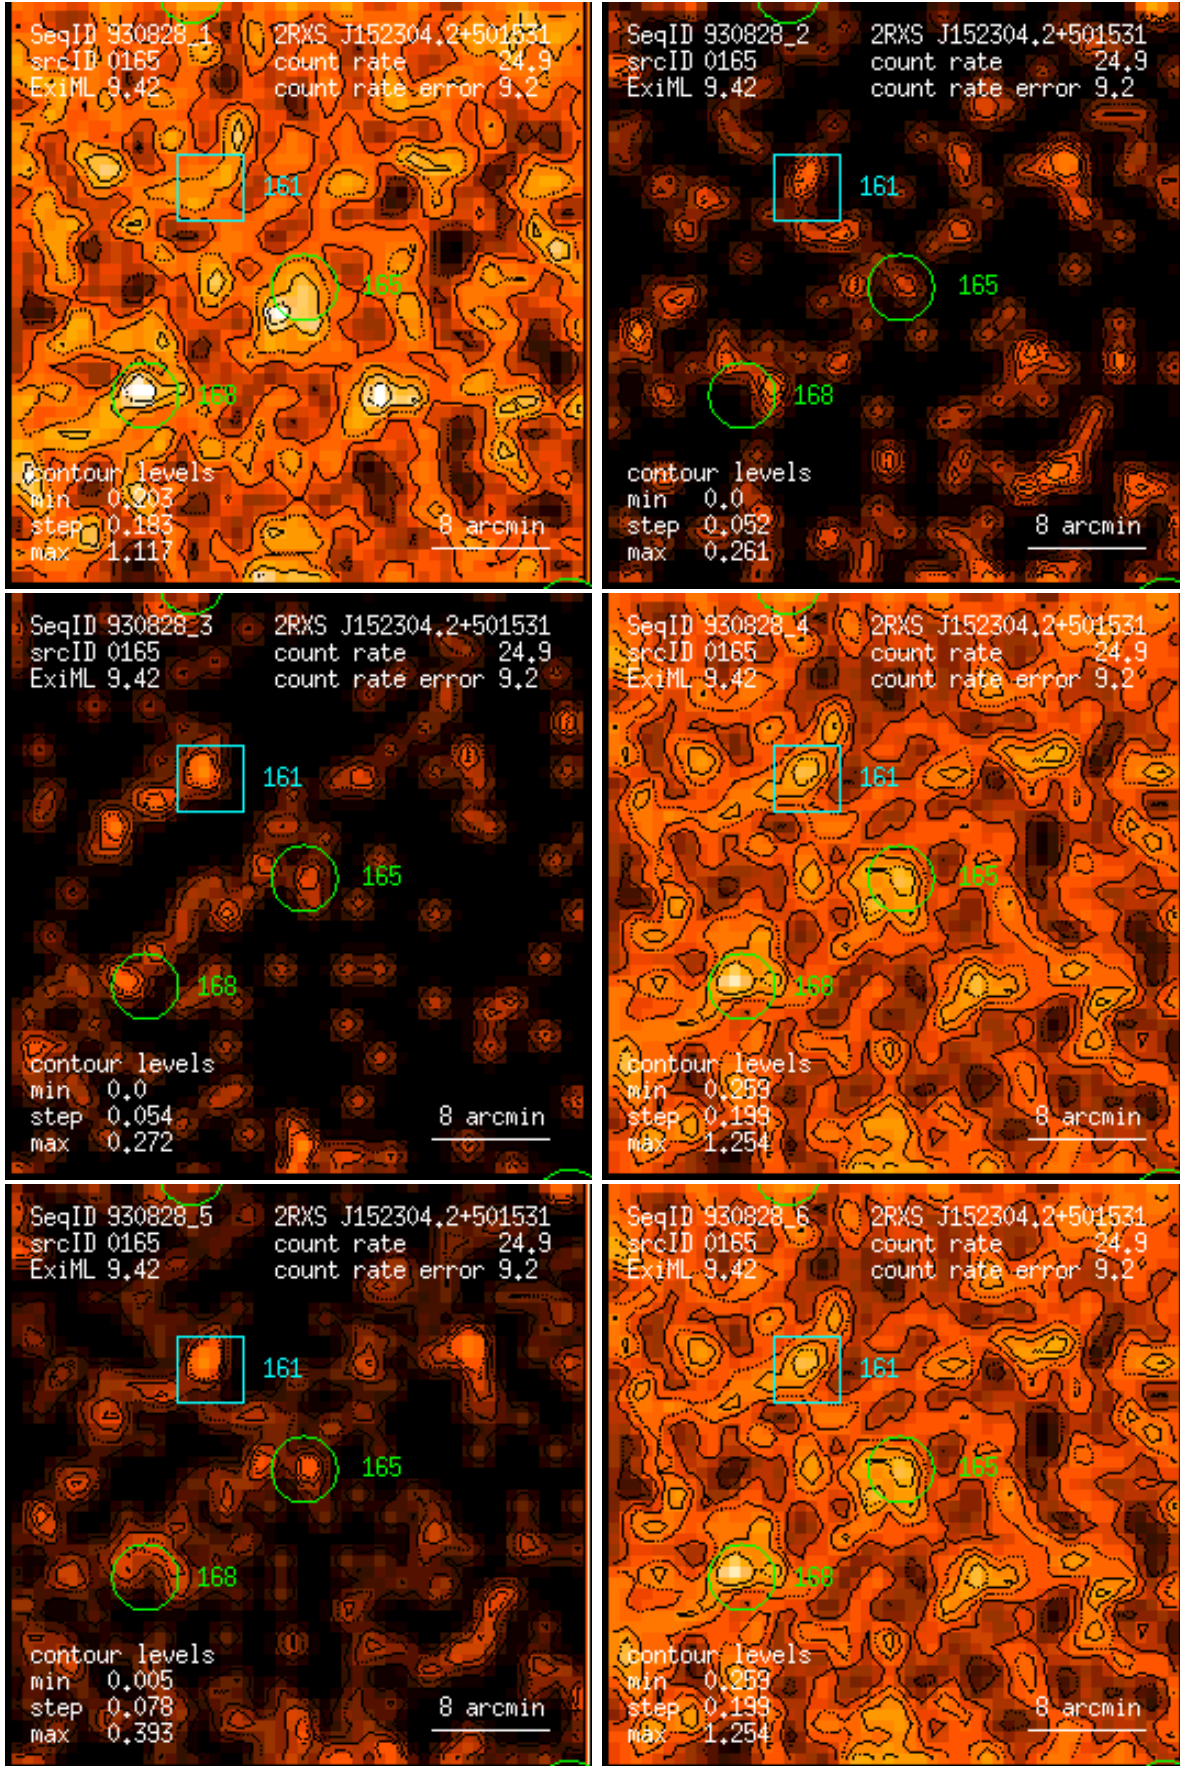 SeqID 930828_1 2RXS J152304.2+501531
srcID 0165 count rate 24.9
ExiML 9.42 count rate error 9.2
161
165
168
contour levels
min 0.203
step 0.183
max 1.117
8 arcmin
SeqID 930828_2 2RXS J152304.2+501531
srcID 0165 count rate 24.9
ExiML 9.42 count rate error 9.2
161
165
168
contour levels
min 0.0
step 0.052
max 0.261
8 arcmin
SeqID 930828_3 2RXS J152304.2+501531
srcID 0165 count rate 24.9
ExiML 9.42 count rate error 9.2
161
165
168
contour levels
min 0.0
step 0.054
max 0.272
8 arcmin
SeqID 930828_4 2RXS J152304.2+501531
srcID 0165 count rate 24.9
ExiML 9.42 count rate error 9.2
161
165
168
contour levels
min 0.259
step 0.199
max 1.254
8 arcmin
SeqID 930828_5 2RXS J152304.2+501531
srcID 0165 count rate 24.9
ExiML 9.42 count rate error 9.2
161
165
168
contour levels
min 0.005
step 0.078
max 0.393
8 arcmin
SeqID 930828_6 2RXS J152304.2+501531
srcID 0165 count rate 24.9
ExiML 9.42 count rate error 9.2
161
165
168
contour levels
min 0.259
step 0.199
max 1.254
8 arcmin